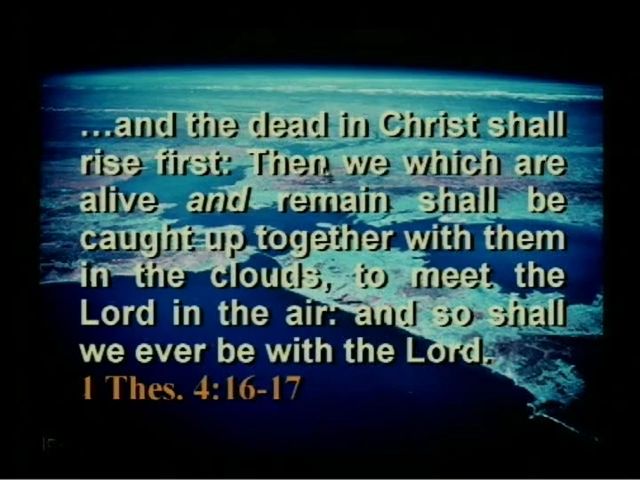 …and the dead in Christ shall
rise first: Then we which are
alive and remain shall be
caught up together with them
in the clouds, to meet the
Lord in the air: and so shall
we ever be with the Lord.
1 Thes. 4:16-17